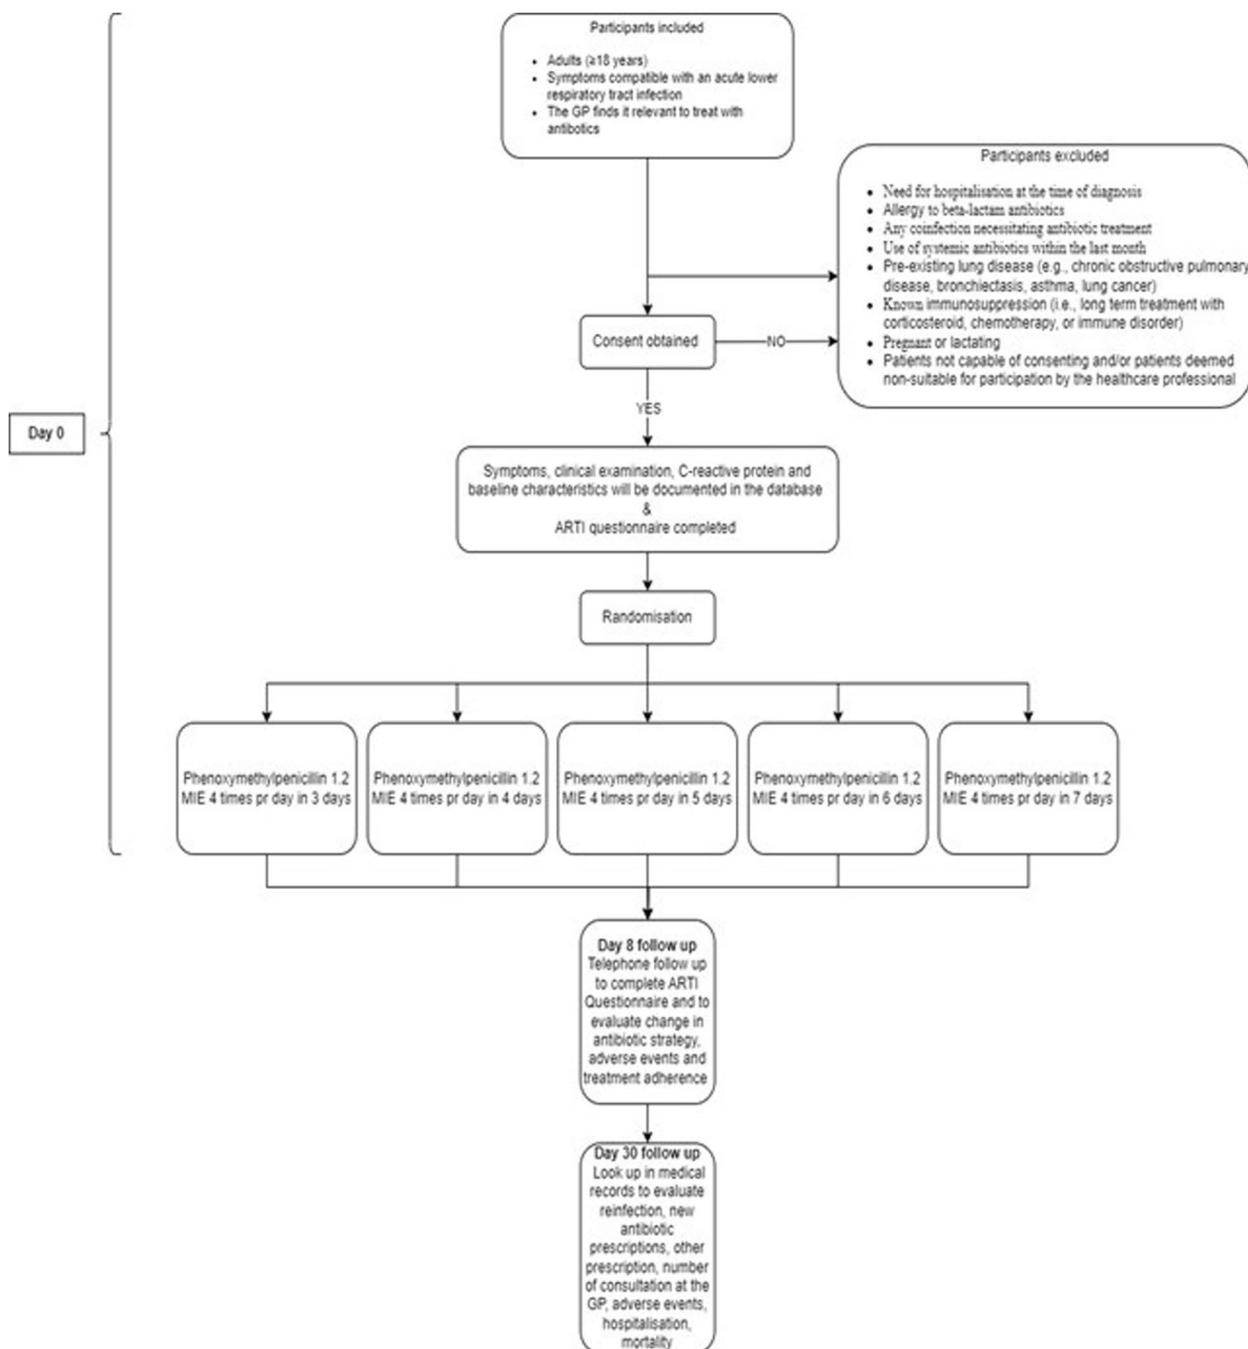 Participants included
• Adults (≥18 years)
• Symptoms compatible with an acute lower
respiratory tract infection
• The GP finds it relevant to treat with
antibotics
Participants excluded
• Need for hospitalisation at the time of diagnosis
• Allergy to beta-lactam antibiotics
• Any coinfection necessitating antibiotic treatment
• Use of systemic antibiotics within the last month
• Pre-existing lung disease (e.g., chronic obstructive pulmonary
disease, bronchiectasis, asthma, lung cancer)
• Known immunosuppression (i.e., long term treatment with
corticosteroid, chemotherapy, or immune disorder)
• Pregnant or lactating
• Patients not capable of consenting and/or patients deemed
non-suitable for participation by the healthcare professional
Consent obtained
NO
YES
Day 0
Symptoms, clinical examination, C-reactive protein and
baseline characteristics will be documented in the database
&
ARTI questionnaire completed
Randomisation
Phenoxymethylpenicillin 1.2
MIE 4 times pr day in 3 days
Phenoxymethylpenicillin 1.2
MIE 4 times pr day in 4 days
Phenoxymethylpenicillin 1.2
MIE 4 times pr day in 5 days
Phenoxymethylpenicillin 1.2
MIE 4 times pr day in 6 days
Phenoxymethylpenicillin 1.2
MIE 4 times pr day in 7 days
Day 8 follow up
Telephone follow up
to complete ARTI
Questionnaire and to
evaluate change in
antibiotic strategy,
adverse events and
treatment adherence
Day 30 follow up
Look up in medical
records to evaluate
reinfection, new
antibiotic
prescriptions, other
prescription, number
of consultation at the
GP, adverse events,
hospitalisation,
mortality